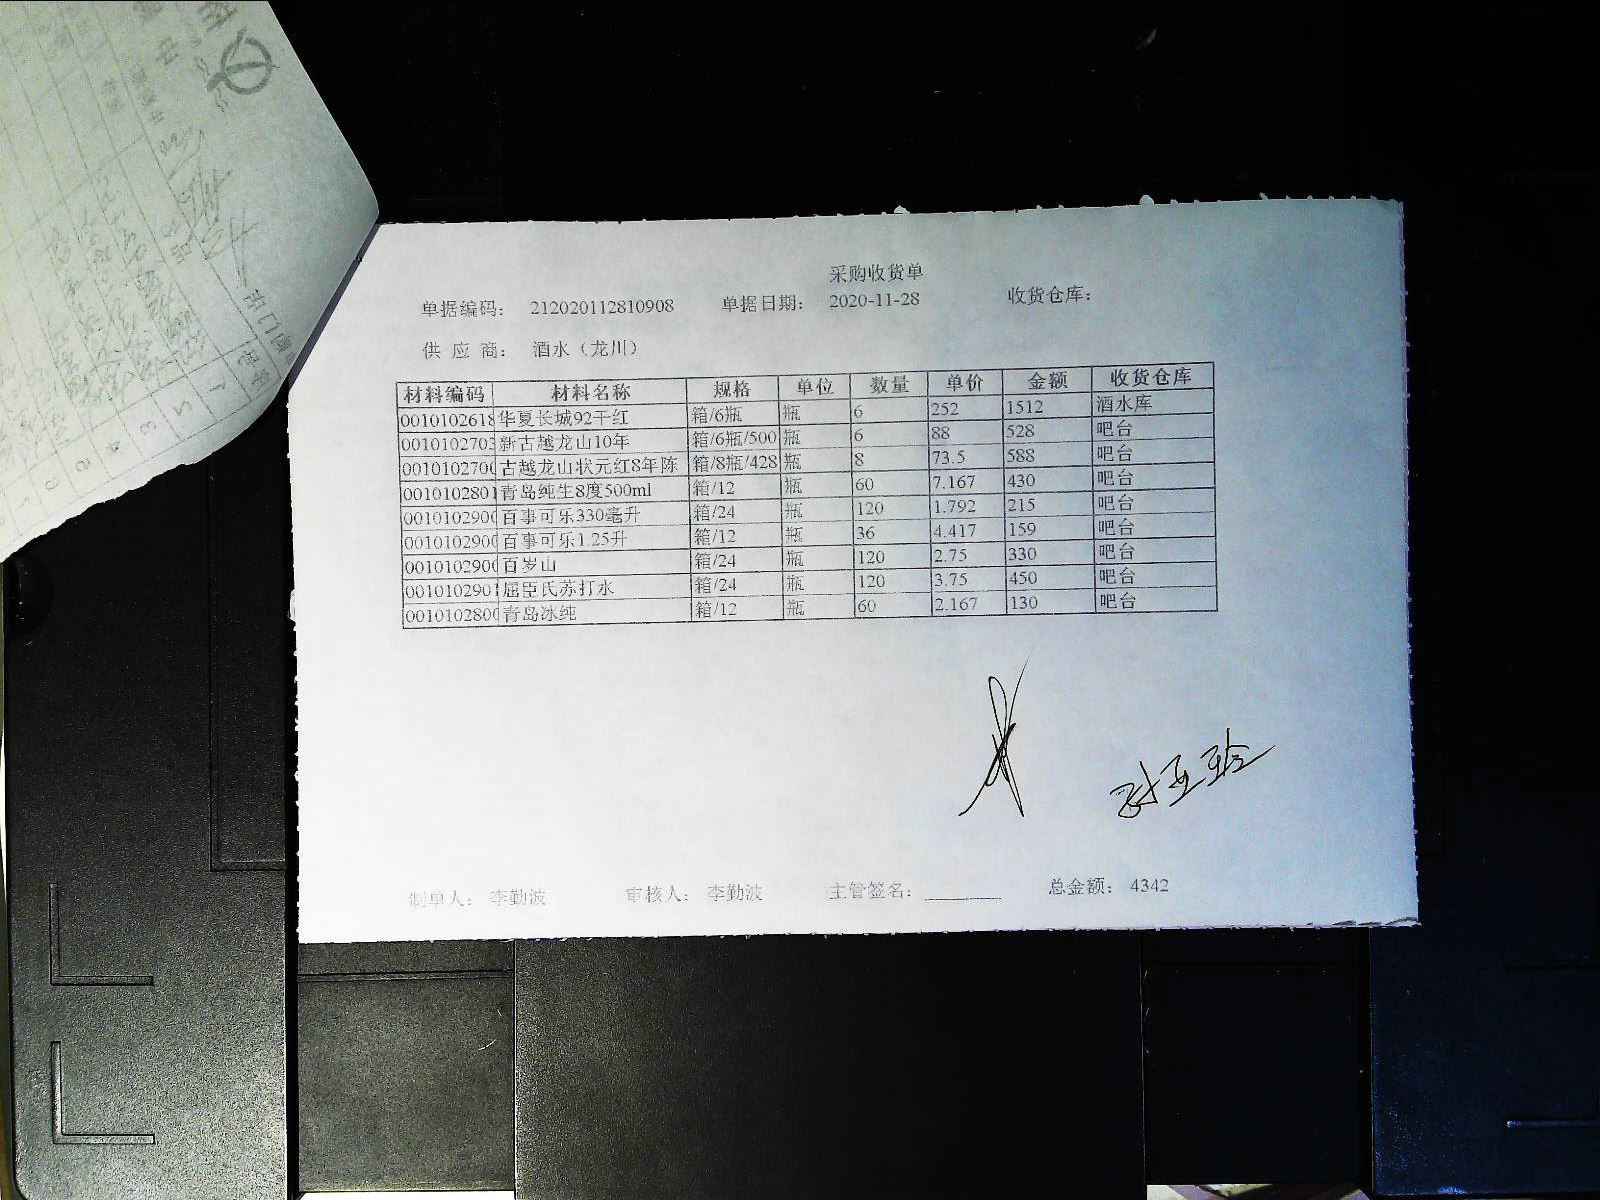 采购收货单
单据编码： 212020112810908 单据日期： 2020-11-28 收货仓库：
供 应 商： 酒水（龙川）
材料编码 材料名称 规格 单位 数量 单价 金额 收货仓库
0010102618 华夏长城92干红 箱/6瓶 瓶 6 252 1512 酒水库
001010270 新古越龙山10年 箱/6瓶/500 瓶 6 88 528 吧台
001010270 古越龙山状元红8年陈 箱/8瓶/428 瓶 8 73.5 588 吧台
001010280 青岛纯生8度500ml 箱/12 瓶 60 7.167 430 吧台
001010290 百事可乐330毫升 箱/24 瓶 120 1.792 215 吧台
001010290 百事可乐1.25升 箱/12 瓶 36 4.417 159 吧台
001010290 百岁山 箱/24 瓶 120 2.75 330 吧台
001010290 屈臣氏苏打水 箱/24 瓶 120 3.75 450 吧台
001010280 青岛冰纯 箱/12 瓶 60 2.167 130 吧台
制单人： 李勤波 审核人： 李勤波 主管签名： 总金额： 4342